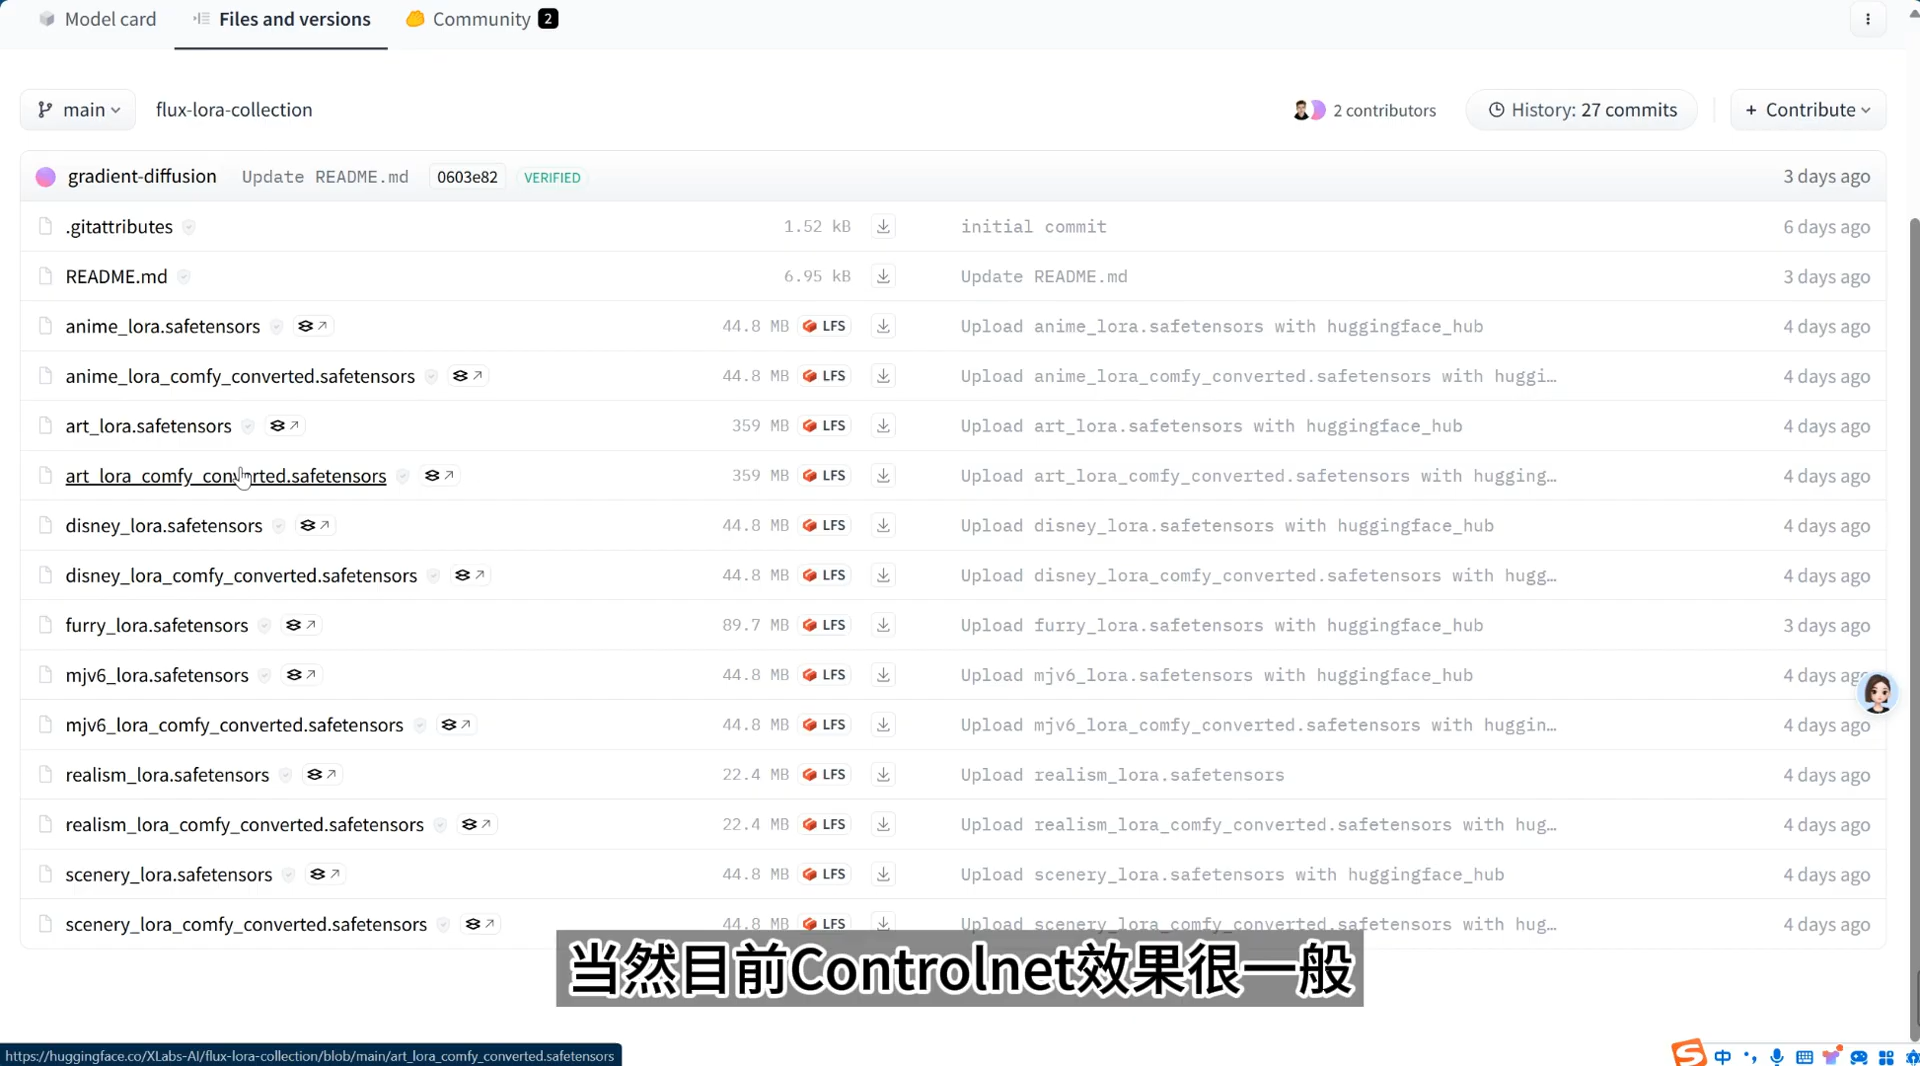 Model card
Files and versions
Community 2
main
flux-lora-collection
2 contributors
History: 27 commits
+ Contribute
gradient-diffusion Update README.md 0603e82 VERIFIED 3 days ago
.gitattributes 1.52 kB initial commit 6 days ago
README.md 6.95 kB Update README.md 3 days ago
anime_lora.safetensors 44.8 MB LFS Upload anime_lora.safetensors with huggingface_hub 4 days ago
anime_lora_comfy_converted.safetensors 44.8 MB LFS Upload anime_lora_comfy_converted.safetensors with huggi… 4 days ago
art_lora.safetensors 359 MB LFS Upload art_lora.safetensors with huggingface_hub 4 days ago
art_lora_comfy_converted.safetensors 359 MB LFS Upload art_lora_comfy_converted.safetensors with hugging… 4 days ago
disney_lora.safetensors 44.8 MB LFS Upload disney_lora.safetensors with huggingface_hub 4 days ago
disney_lora_comfy_converted.safetensors 44.8 MB LFS Upload disney_lora_comfy_converted.safetensors with hugg… 4 days ago
furry_lora.safetensors 89.7 MB LFS Upload furry_lora.safetensors with huggingface_hub 3 days ago
mjv6_lora.safetensors 44.8 MB LFS Upload mjv6_lora.safetensors with huggingface_hub 4 days ago
mjv6_lora_comfy_converted.safetensors 44.8 MB LFS Upload mjv6_lora_comfy_converted.safetensors with huggin… 4 days ago
realism_lora.safetensors 22.4 MB LFS Upload realism_lora.safetensors 4 days ago
realism_lora_comfy_converted.safetensors 22.4 MB LFS Upload realism_lora_comfy_converted.safetensors with hug… 4 days ago
scenery_lora.safetensors 44.8 MB LFS Upload scenery_lora.safetensors with huggingface_hub 4 days ago
scenery_lora_comfy_converted.safetensors 44.8 MB LFS Upload scenery_lora_comfy_converted.safetensors with hug… 4 days ago
当然目前Controlnet效果很一般
https://huggingface.co/XLabs-AI/flux-lora-collection/blob/main/art_lora_comfy_converted.safetensors
中